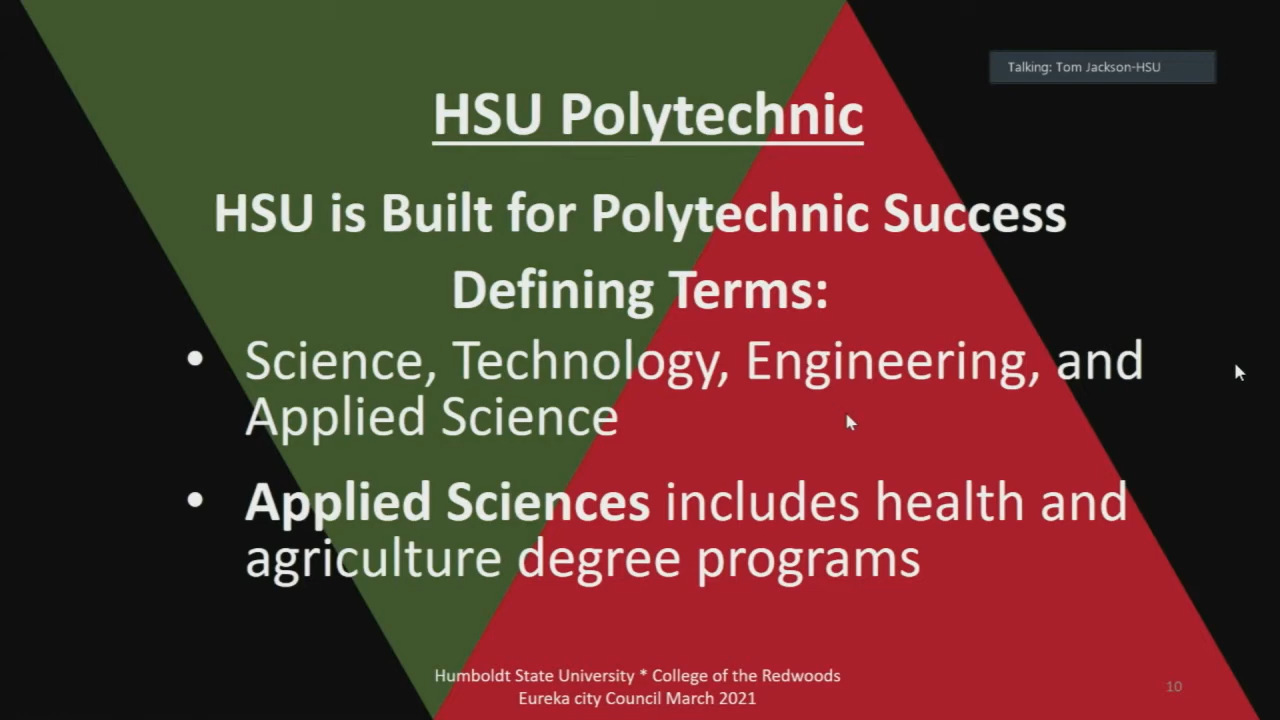 Talking: Tom Jackson-HSU
HSU Polytechnic
HSU is Built for Polytechnic Success
Defining Terms:
• Science, Technology, Engineering, and
Applied Science
• Applied Sciences includes health and
agriculture degree programs
Humboldt State University * College of the Redwoods
Eureka city Council March 2021
10